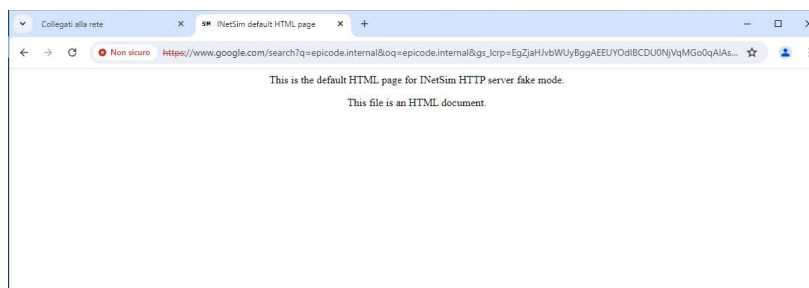 Collegati alla rete
SM INetSim default HTML page
Non sicuro https://www.google.com/search?q=epicode.internal&oq=epicode.internal&gs_lcrp=EgZjaHJvbWUyBggAEEUYOdIBCDU0NjVqMGo0qAIAs...
This is the default HTML page for INetSim HTTP server fake mode.
This file is an HTML document.